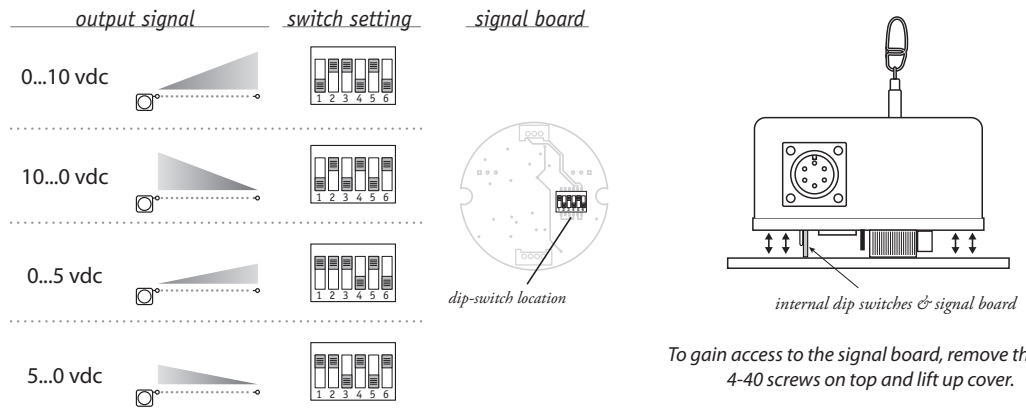 output signal
switch setting
signal board
0...10 vdc
1 2 3 4 5 6
10...0 vdc
1 2 3 4 5 6
0...5 vdc
1 2 3 4 5 6
5...0 vdc
1 2 3 4 5 6
dip-switch location
internal dip switches & signal board
To gain access to the signal board, remove th
4-40 screws on top and lift up cover.